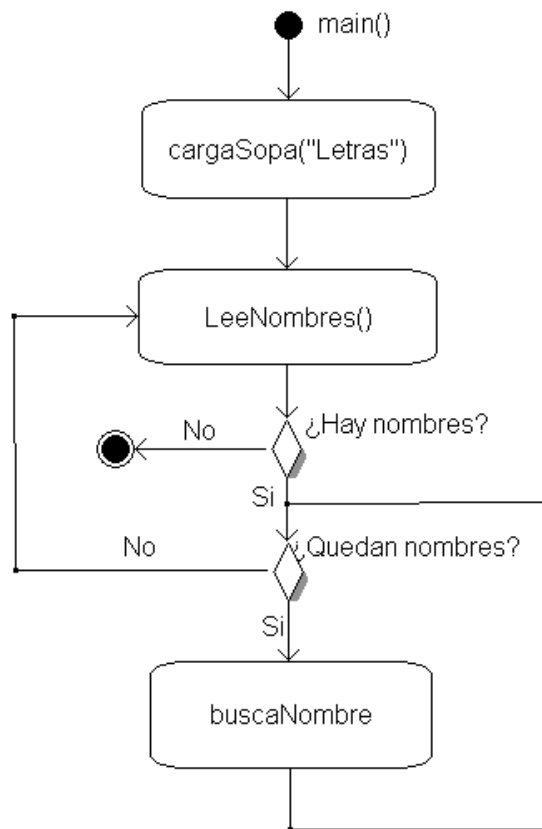 main()
cargaSopa("Letras")
LeeNombres()
¿Hay nombres?
No
Si
¿Quedan nombres?
No
Si
buscaNombre